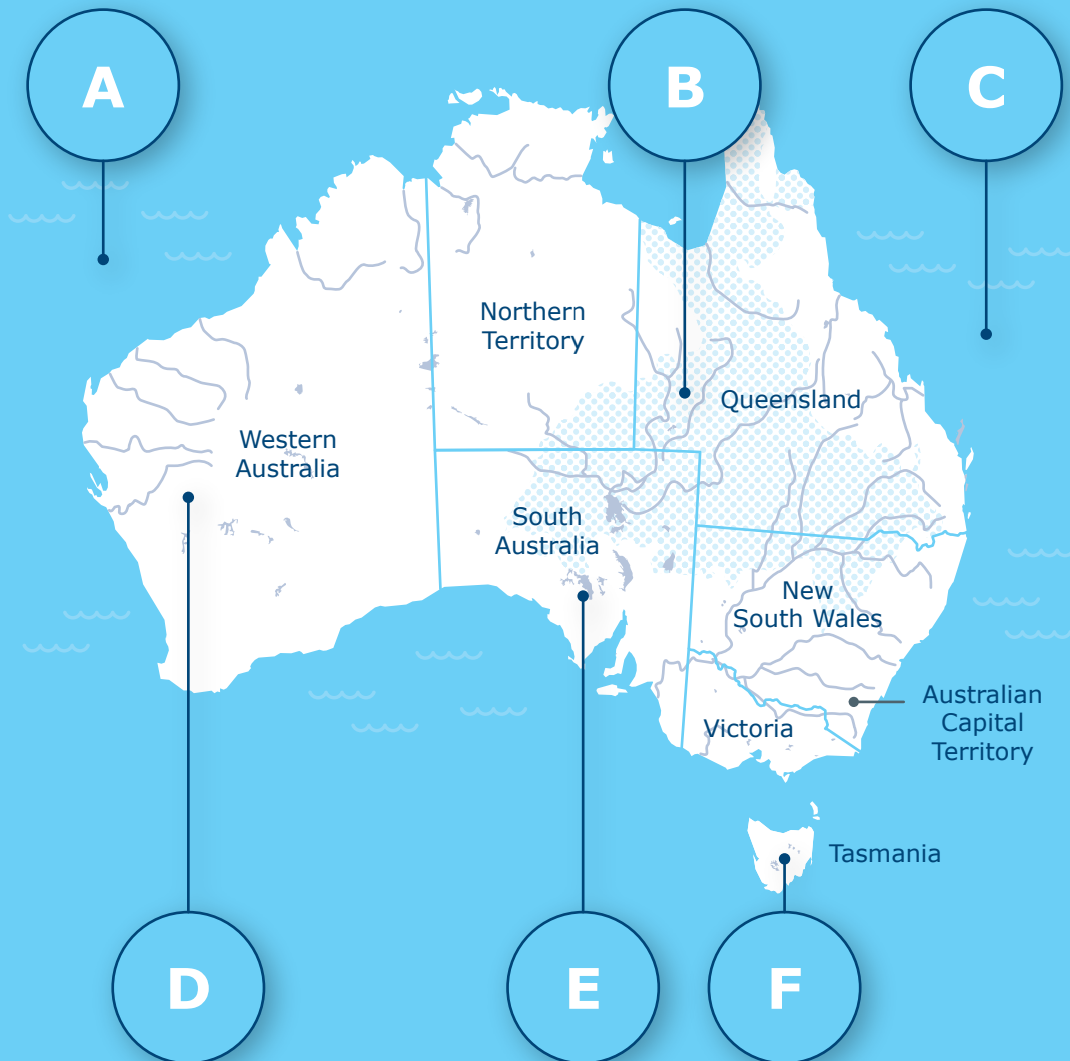 A
B
C
Northern
Territory
Queensland
Western
Australia
South
Australia
New
South Wales
Australian
Capital
Territory
Victoria
Tasmania
D
E
F